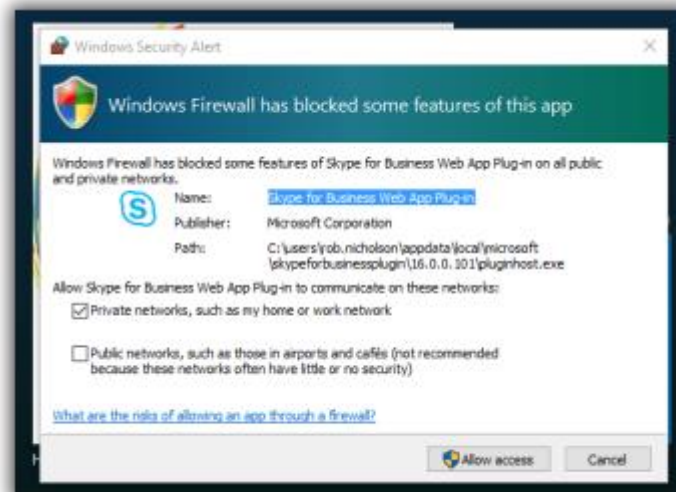 Windows Security Alert
Windows Firewall has blocked some features of this app
Windows Firewall has blocked some features of Skype for Business Web App Plug-in on all public
and private networks.
Name: Skype for Business Web App Plug-in
Publisher: Microsoft Corporation
Path: C:\users\rob.nicholson\appdata\local\microsoft
\skypeforbusinessplugin\16.0.0.101\pluginhost.exe
Allow Skype for Business Web App Plug-in to communicate on these networks:
Private networks, such as my home or work network
Public networks, such as those in airports and cafés (not recommended
because these networks often have little or no security)
What are the risks of allowing an app through a firewall?
Allow access Cancel